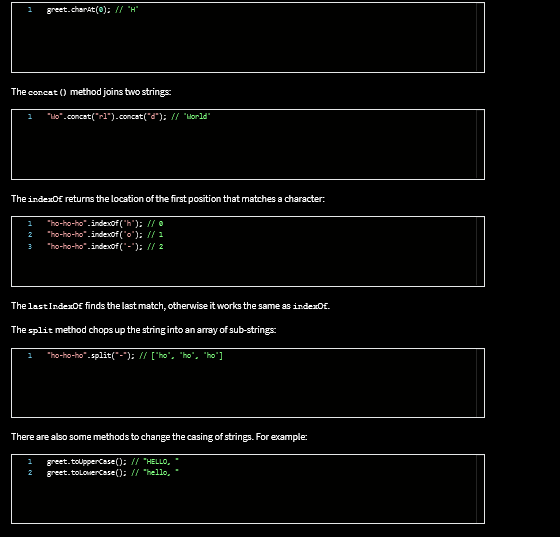 1 greet.charAt(0); // 'H'
The concat() method joins two strings:
1 "Wo".concat("rl").concat("d"); // 'World'
The indexOf returns the location of the first position that matches a character:
1 "ho-ho-ho".indexOf('h'); // 0
2 "ho-ho-ho".indexOf('o'); // 1
3 "ho-ho-ho".indexOf('-'); // 2
The lastIndexOf finds the last match, otherwise it works the same as indexOf.
The split method chops up the string into an array of sub-strings:
1 "ho-ho-ho".split("-"); // ['ho', 'ho', 'ho']
There are also some methods to change the casing of strings. For example:
1 greet.toUpperCase(); // "HELLO, "
2 greet.toLowerCase(); // "hello, "